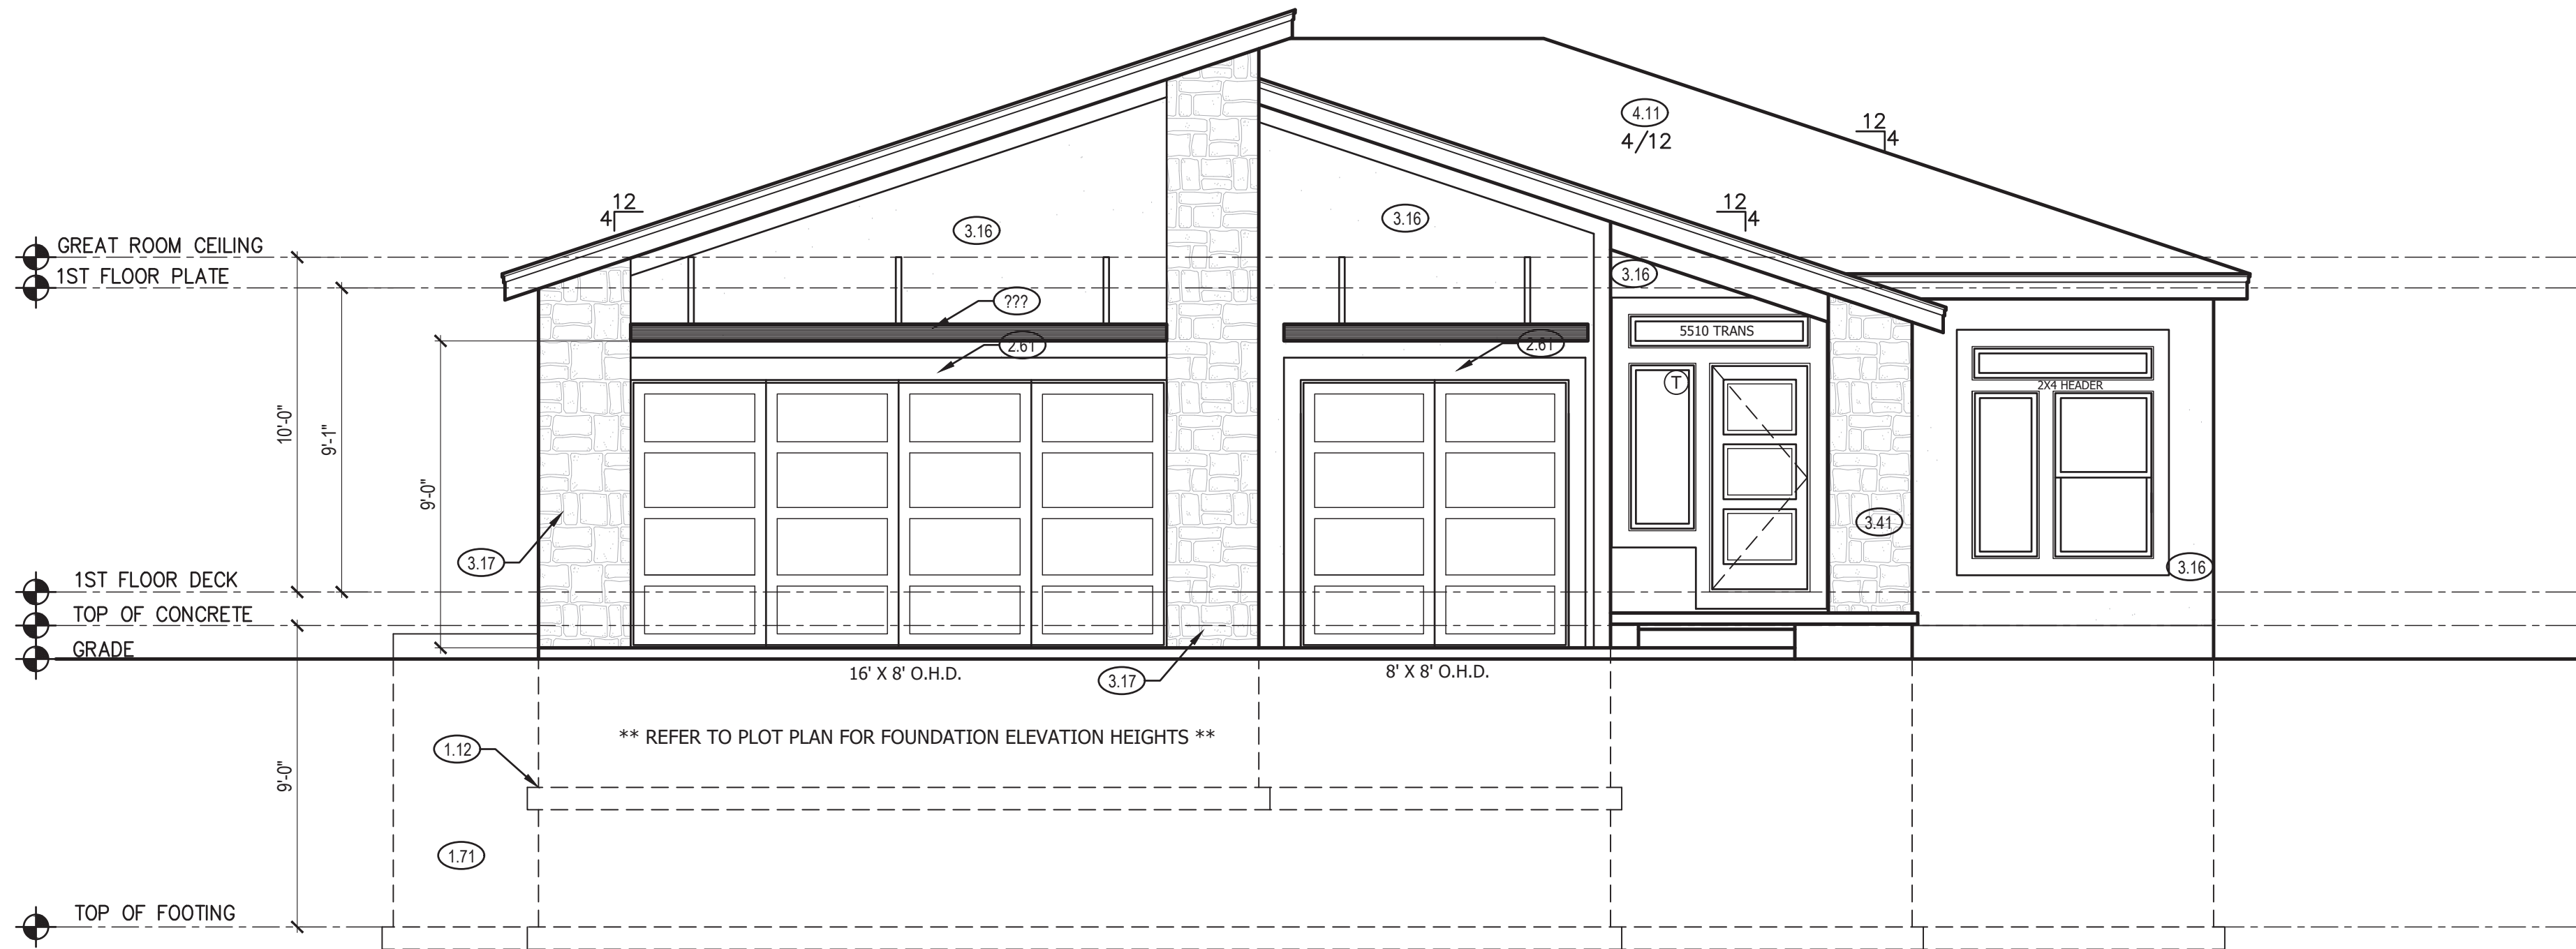 4.11
4/12
12
4
12
4
12
4
3.16
3.16
GREAT ROOM CEILING
1ST FLOOR PLATE
3.16
???
2.61
2.61
5510 TRANS
T
2X4 HEADER
10'-0"
9'-1"
9'-0"
3.17
3.41
3.16
1ST FLOOR DECK
TOP OF CONCRETE
GRADE
16' X 8' O.H.D.
3.17
8' X 8' O.H.D.
** REFER TO PLOT PLAN FOR FOUNDATION ELEVATION HEIGHTS **
1.12
9'-0"
1.71
TOP OF FOOTING